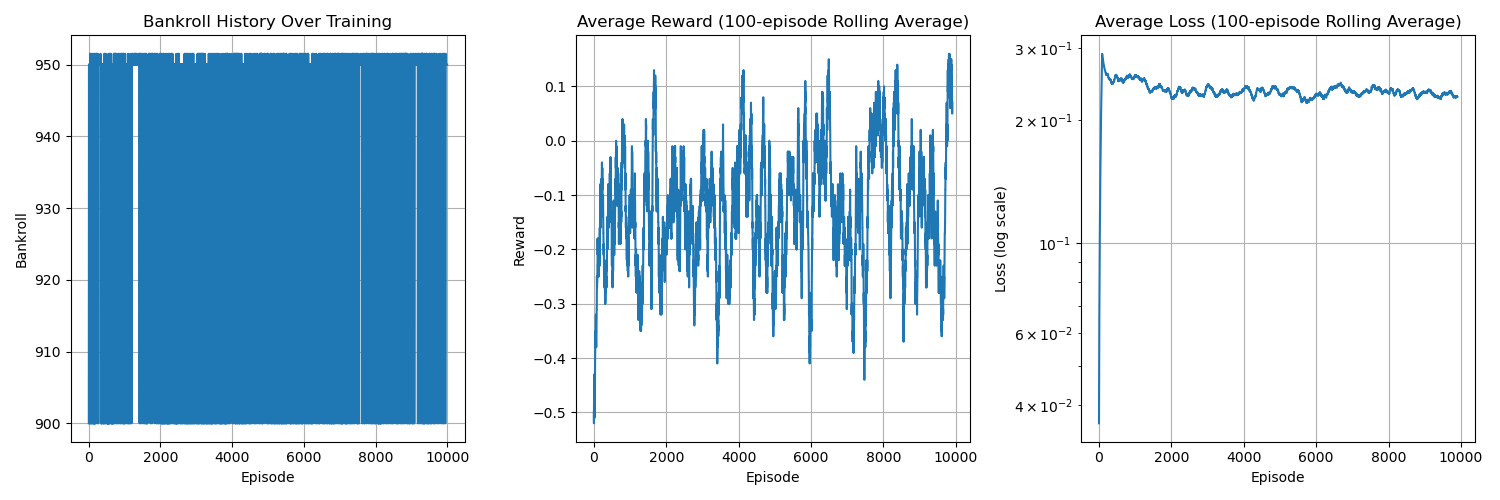 Bankroll History Over Training
950
940
930
920
910
900
Bankroll
0 2000 4000 6000 8000 10000
Episode
Average Reward (100-episode Rolling Average)
0.1
0.0
−0.1
−0.2
−0.3
−0.4
−0.5
Reward
0 2000 4000 6000 8000 10000
Episode
Average Loss (100-episode Rolling Average)
3 × 10⁻¹
2 × 10⁻¹
10⁻¹
6 × 10⁻²
4 × 10⁻²
Loss (log scale)
0 2000 4000 6000 8000 10000
Episode